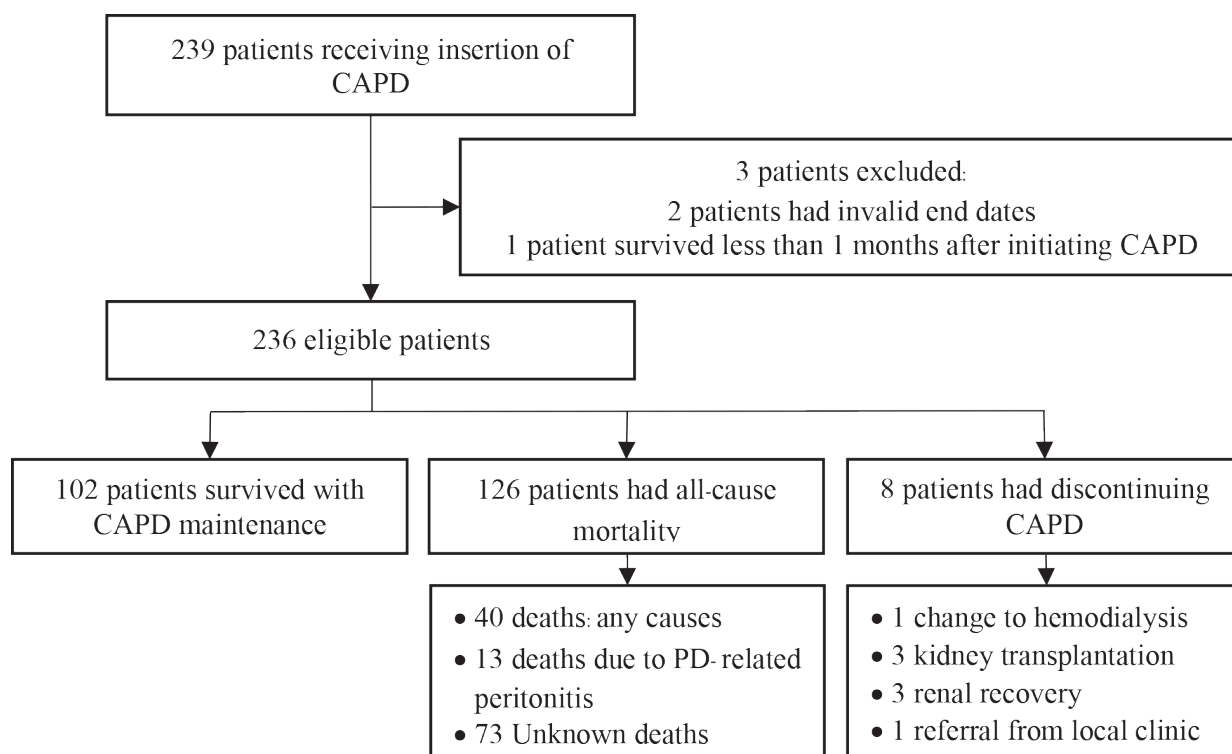 239 patients receiving insertion of
CAPD
3 patients excluded:
2 patients had invalid end dates
1 patient survived less than 1 months after initiating CAPD
236 eligible patients
102 patients survived with
CAPD maintenance
126 patients had all-cause
mortality
8 patients had discontinuing
CAPD
• 40 deaths: any causes
• 13 deaths due to PD-related
peritonitis
• 73 Unknown deaths
• 1 change to hemodialysis
• 3 kidney transplantation
• 3 renal recovery
• 1 referral from local clinic